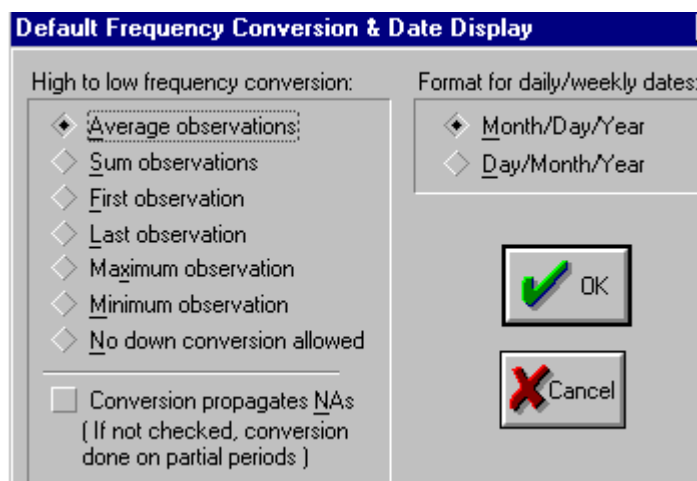 Default Frequency Conversion & Date Display
High to low frequency conversion:
Average observations
Sum observations
First observation
Last observation
Maximum observation
Minimum observation
No down conversion allowed
Conversion propagates NAs
( If not checked, conversion
done on partial periods )
Format for daily/weekly dates:
Month/Day/Year
Day/Month/Year
OK
Cancel